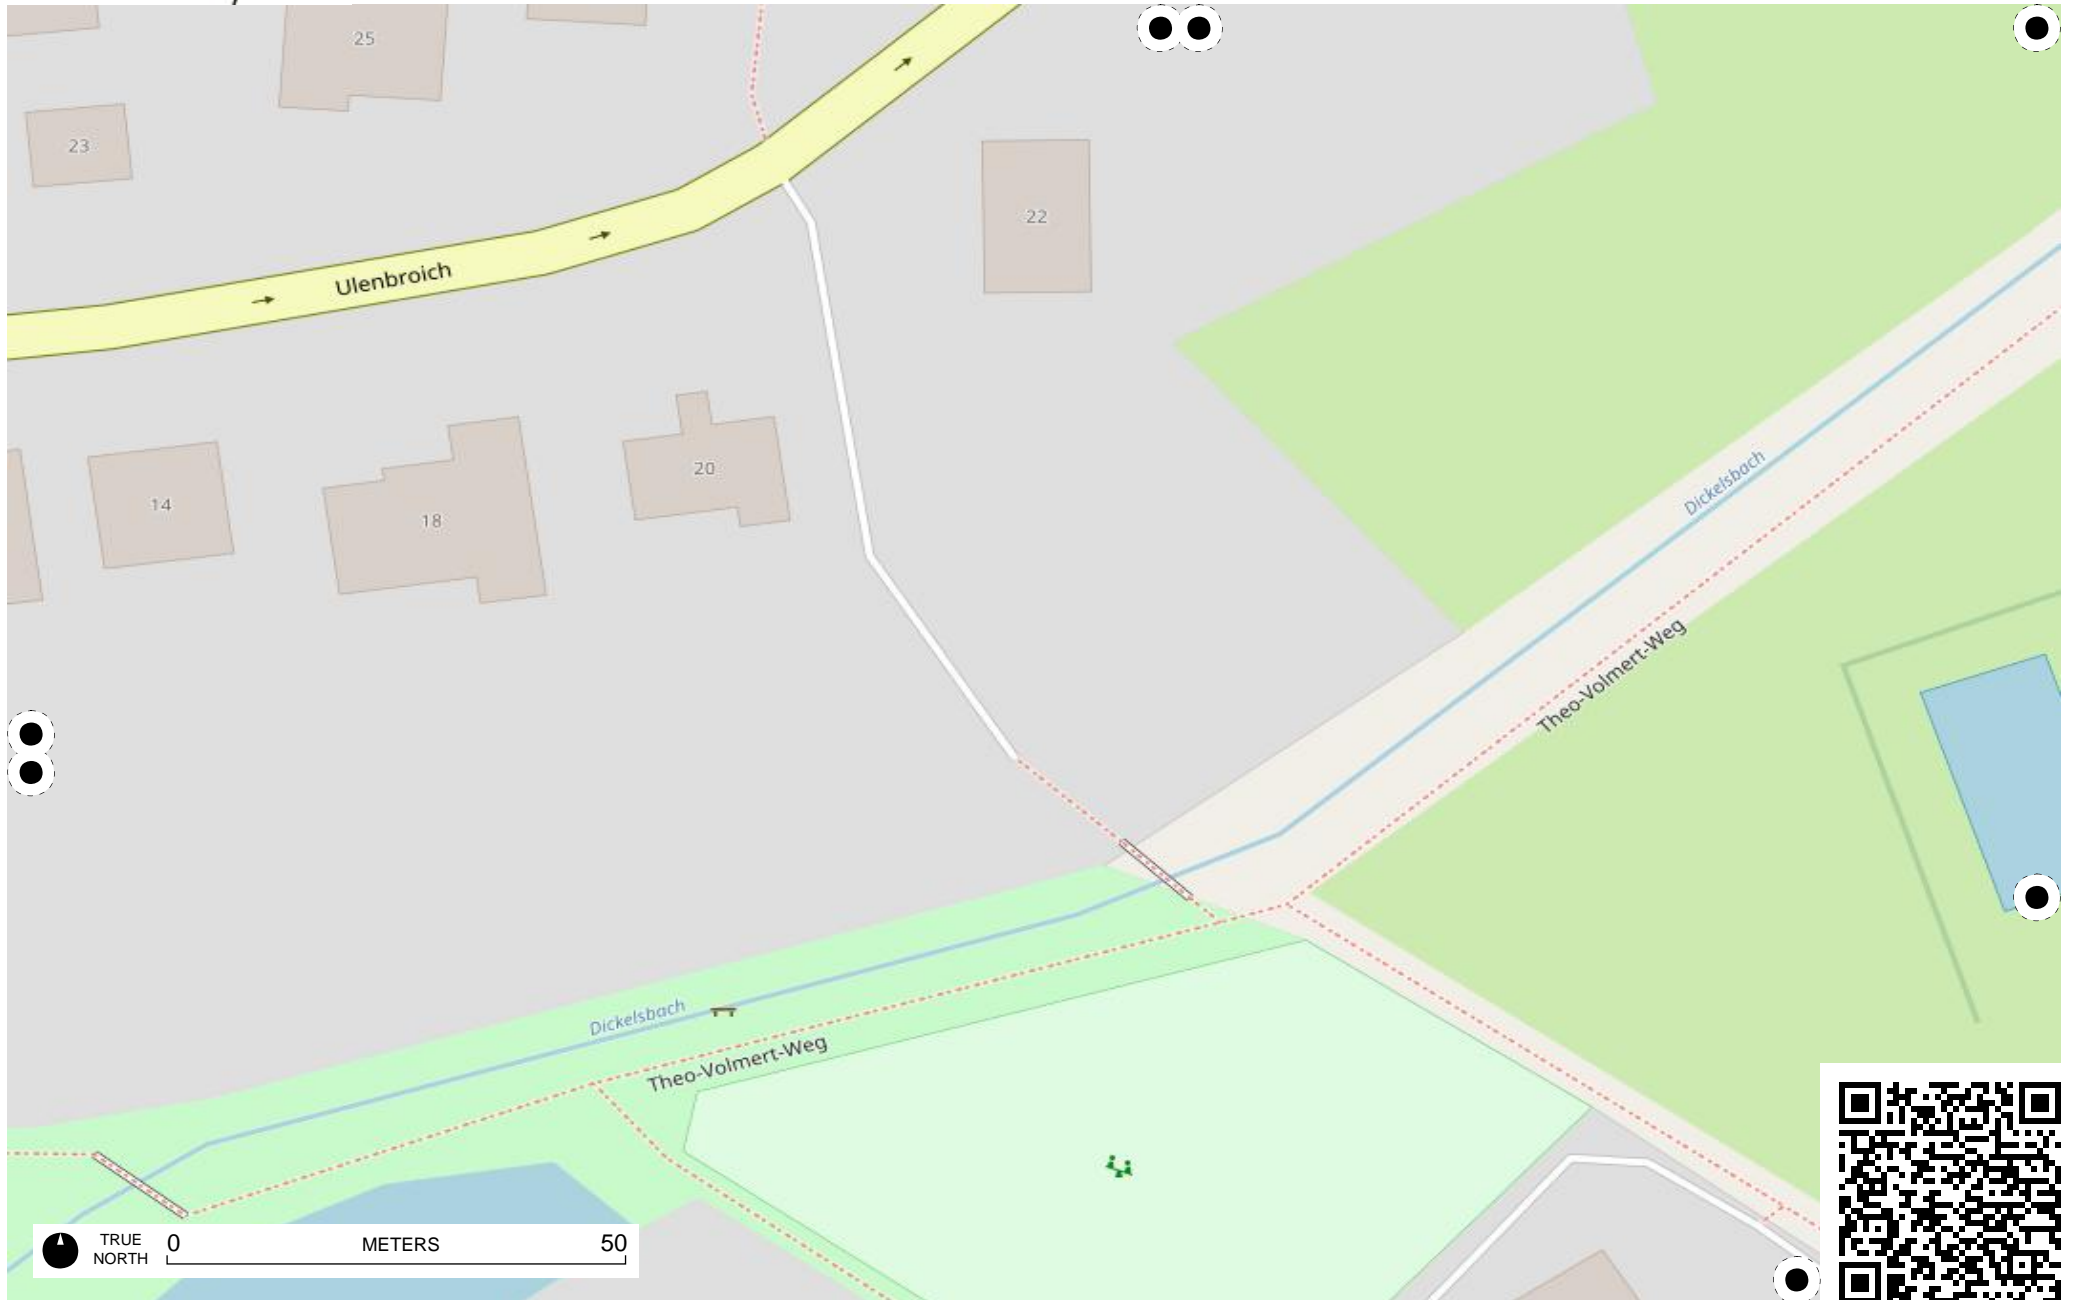 25
23
22
Ulenbroich
20
14
18
Dickelsbach
Theo-Volmert-Weg
Dickelsbach
Theo-Volmert-Weg
TRUE NORTH
0 METERS 50